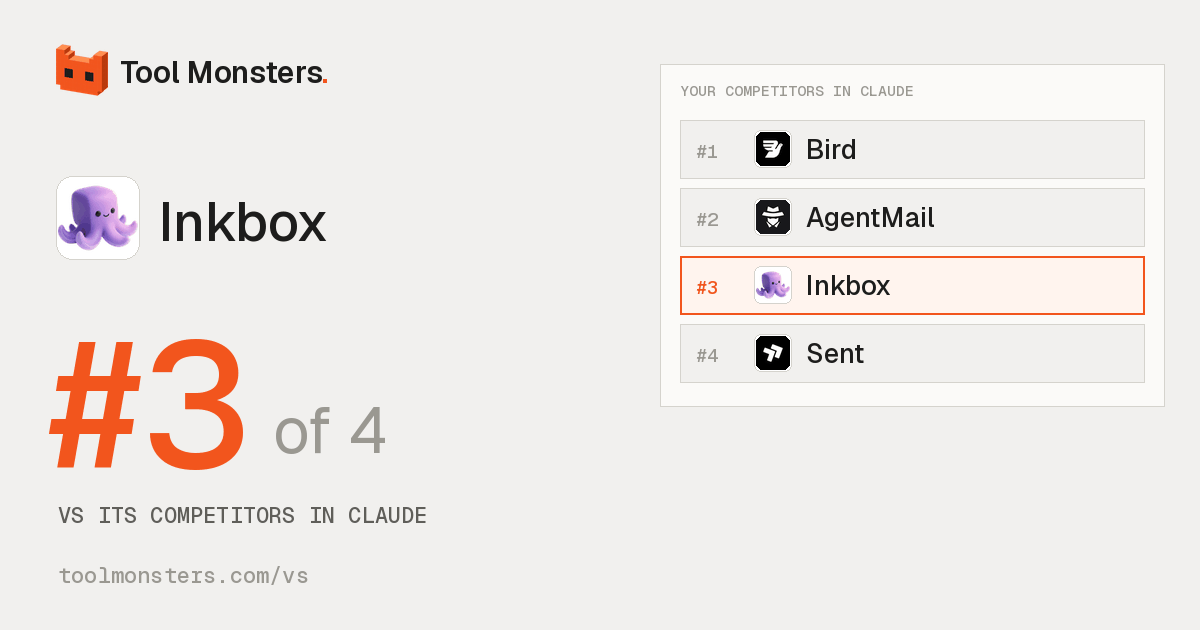 Tool Monsters.
Inkbox
#3 of 4
VS ITS COMPETITORS IN CLAUDE
toolmonsters.com/vs
YOUR COMPETITORS IN CLAUDE
#1 Bird
#2 AgentMail
#3 Inkbox
#4 Sent